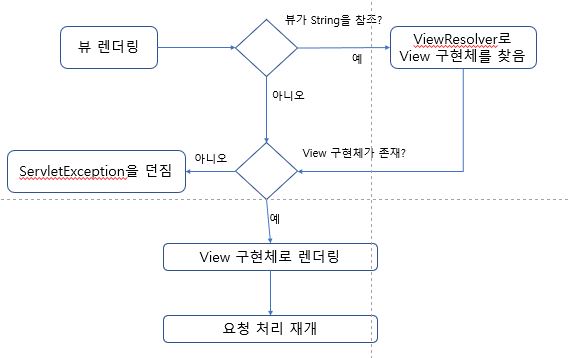 뷰가 String을 참조?
뷰 렌더링
ViewResolver로
View 구현체를 찾음
예
아니오
View 구현체가 존재?
아니오
ServletException을 던짐
예
View 구현체로 렌더링
요청 처리 재개